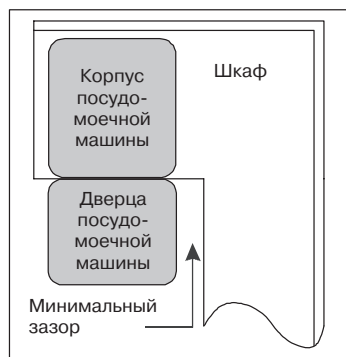 Корпус
посудо-
моечной
машины
Шкаф
Дверца
посудо-
моечной
машины
Минимальный
зазор